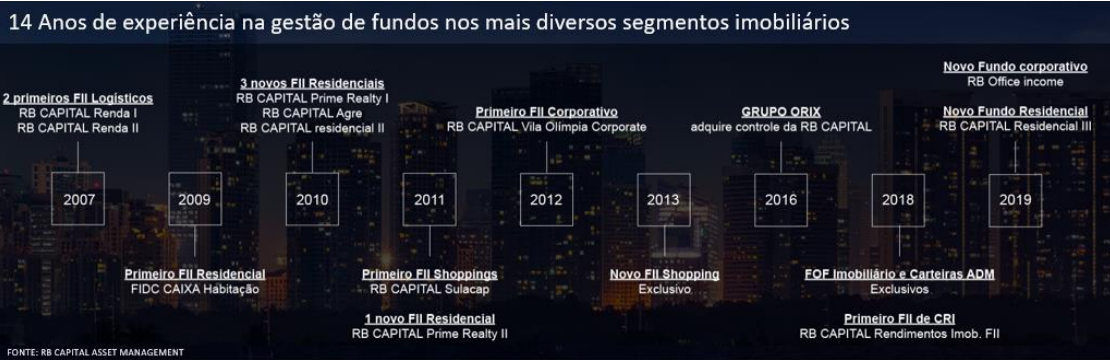 14 Anos de experiência na gestão de fundos nos mais diversos segmentos imobiliários
2 primeiros FII Logísticos
RB CAPITAL Renda I
RB CAPITAL Renda II
2007
2009
Primeiro FII Residencial
FIDC CAIXA Habitação
3 novos FII Residenciais
RB CAPITAL Prime Realty I
RB CAPITAL Agre
RB CAPITAL residencial II
2010
2011
Primeiro FII Shoppings
RB CAPITAL Sulacap
1 novo FII Residencial
RB CAPITAL Prime Realty II
Primeiro FII Corporativo
RB CAPITAL Vila Olímpia Corporate
2012
2013
Novo FII Shopping
Exclusivo
GRUPO ORIX
adquire controle da RB CAPITAL
2016
2018
FOF Imobiliário e Carteiras ADM
Exclusivos
Primeiro FII de CRI
RB CAPITAL Rendimentos Imob. FII
Novo Fundo corporativo
RB Office income
Novo Fundo Residencial
RB CAPITAL Residencial III
2019
FONTE: RB CAPITAL ASSET MANAGEMENT